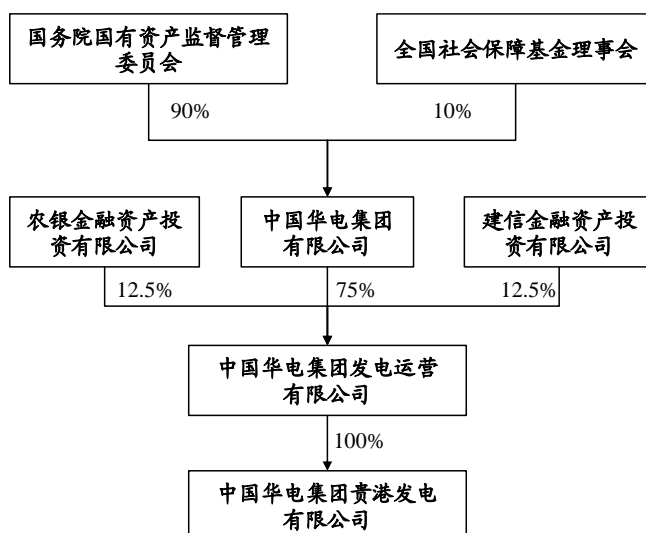 国务院国有资产监督管理
委员会
全国社会保障基金理事会
90%
10%
农银金融资产投
资有限公司
中国华电集团
有限公司
建信金融资产投
资有限公司
12.5%
75%
12.5%
中国华电集团发电运营
有限公司
100%
中国华电集团贵港发电
有限公司